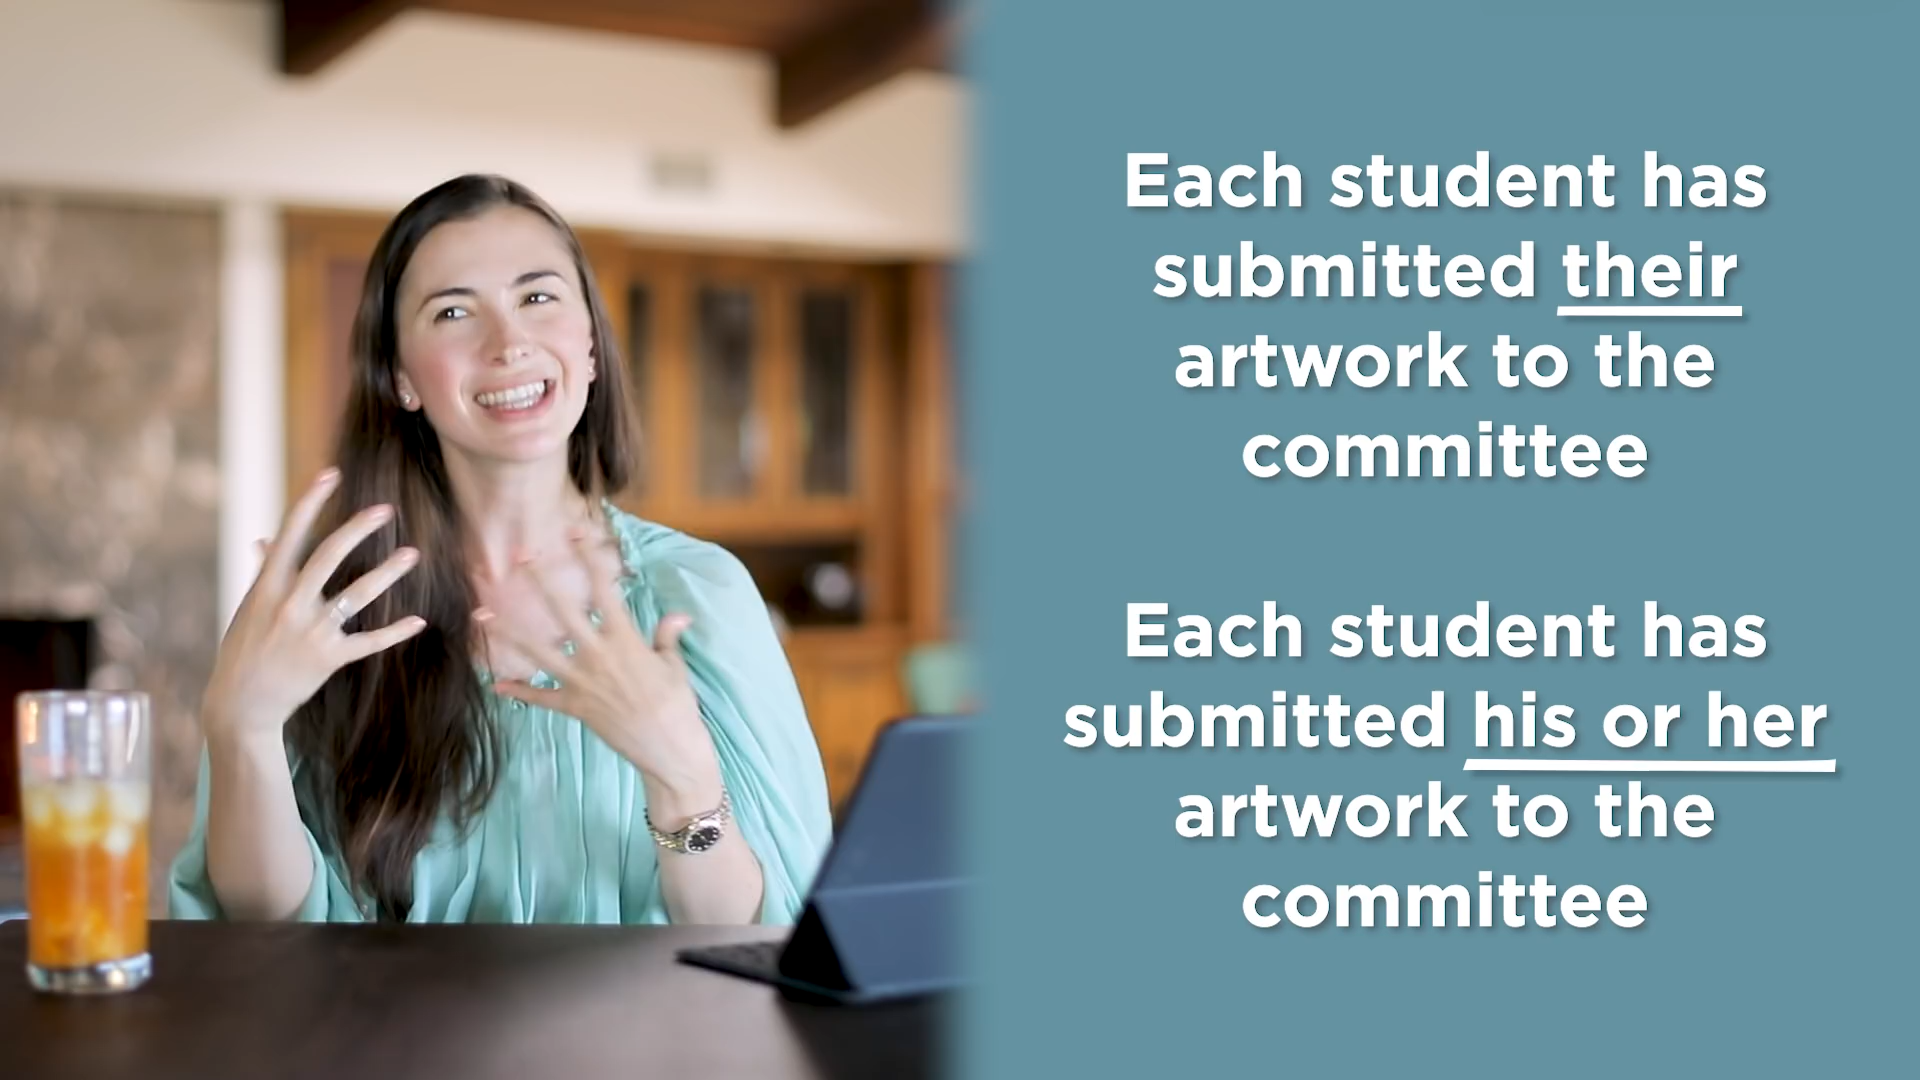 Each student has
submitted their
artwork to the
committee
Each student has
submitted his or her
artwork to the
committee